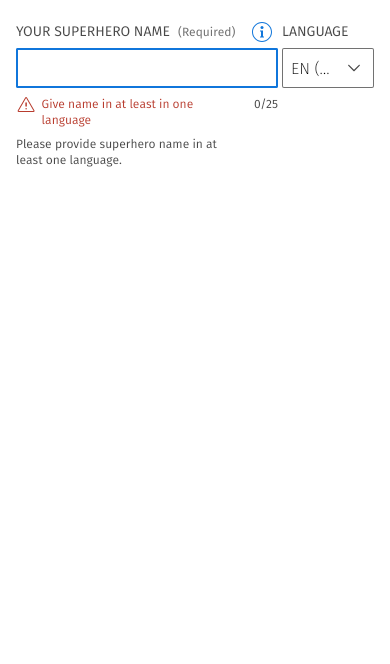 YOUR SUPERHERO NAME (Required) LANGUAGE
EN (...
Give name in at least in one
language
0/25
Please provide superhero name in at
least one language.